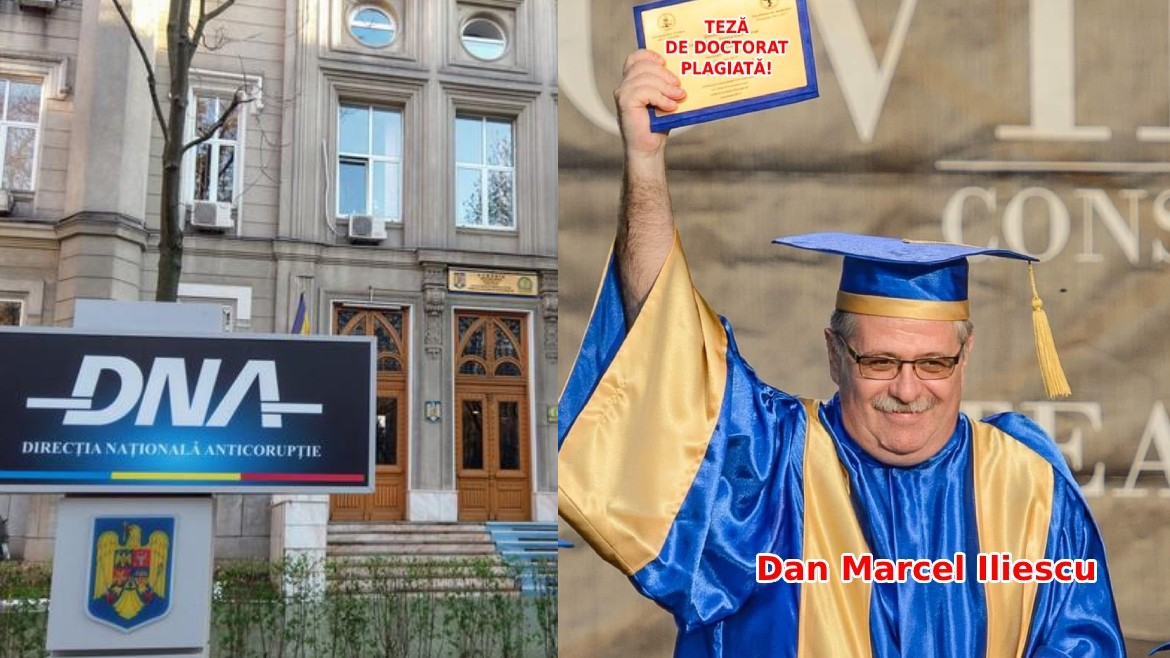 DNA
DIRECȚIA NAȚIONALĂ ANTICORUPȚIE
TEZĂ
DE DOCTORAT
PLAGIATĂ!
CONS
Dan Marcel Iliescu